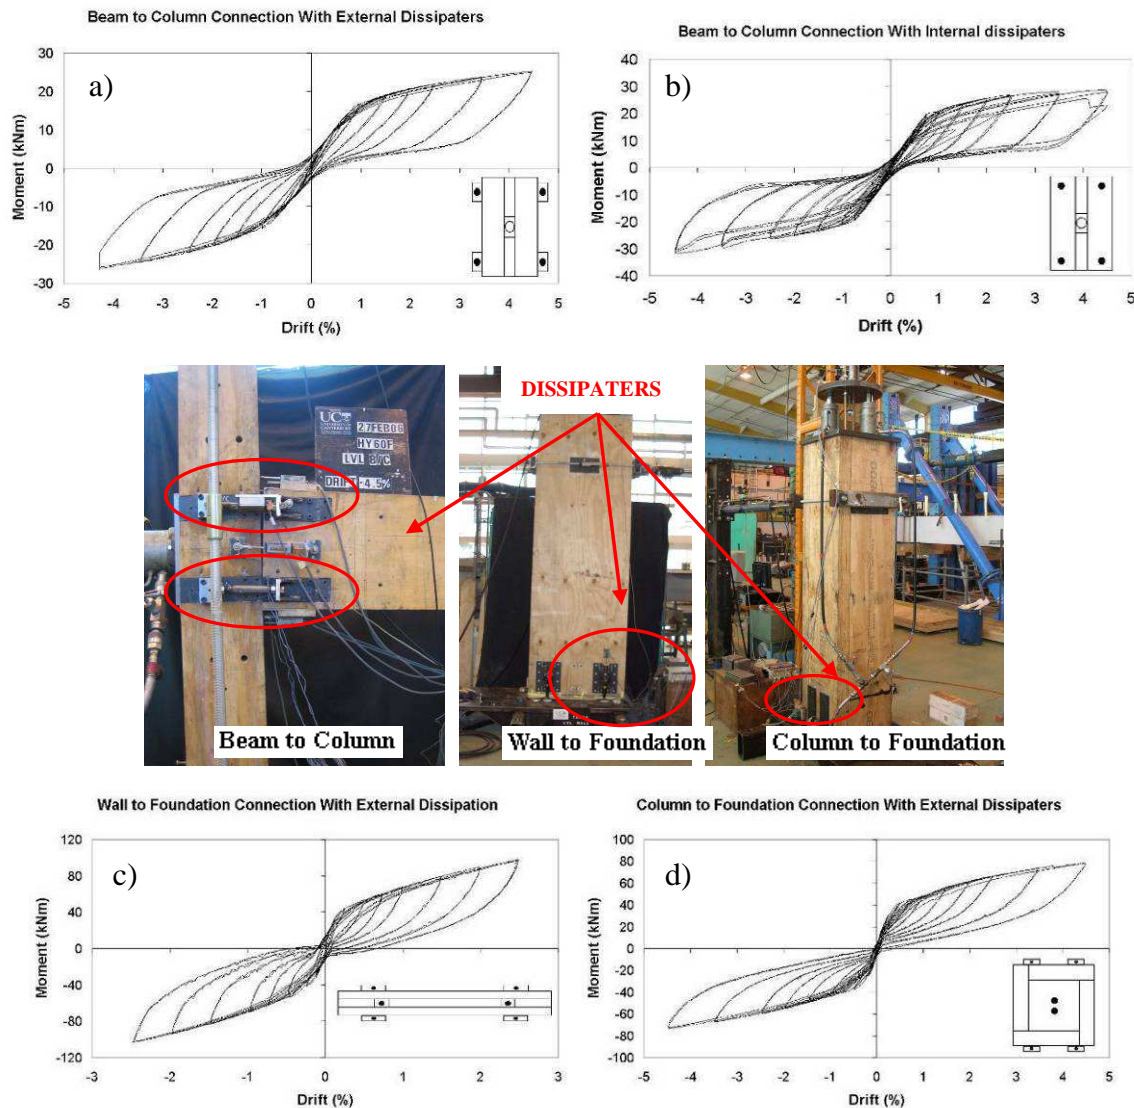 Beam to Column Connection With External Dissipaters
a)
Moment (kNm)
30
20
10
0
-10
-20
-30
-5 -4 -3 -2 -1 0 1 2 3 4 5
Drift (%)
Beam to Column Connection With Internal dissipaters
b)
Moment (kNm)
40
30
20
10
0
-10
-20
-30
-40
-5 -4 -3 -2 -1 0 1 2 3 4 5
Drift (%)
DISSIPATERS
UC
27FEB06
HY60F
LVL B/C
DRIFT-4.5%
Beam to Column
Wall to Foundation
Column to Foundation
Wall to Foundation Connection With External Dissipation
c)
Moment (kNm)
120
80
40
0
-40
-80
-120
-3 -2 -1 0 1 2 3
Drift (%)
Column to Foundation Connection With External Dissipaters
d)
Moment (kNm)
100
80
60
40
20
0
-20
-40
-60
-80
-100
-5 -4 -3 -2 -1 0 1 2 3 4 5
Drift (%)